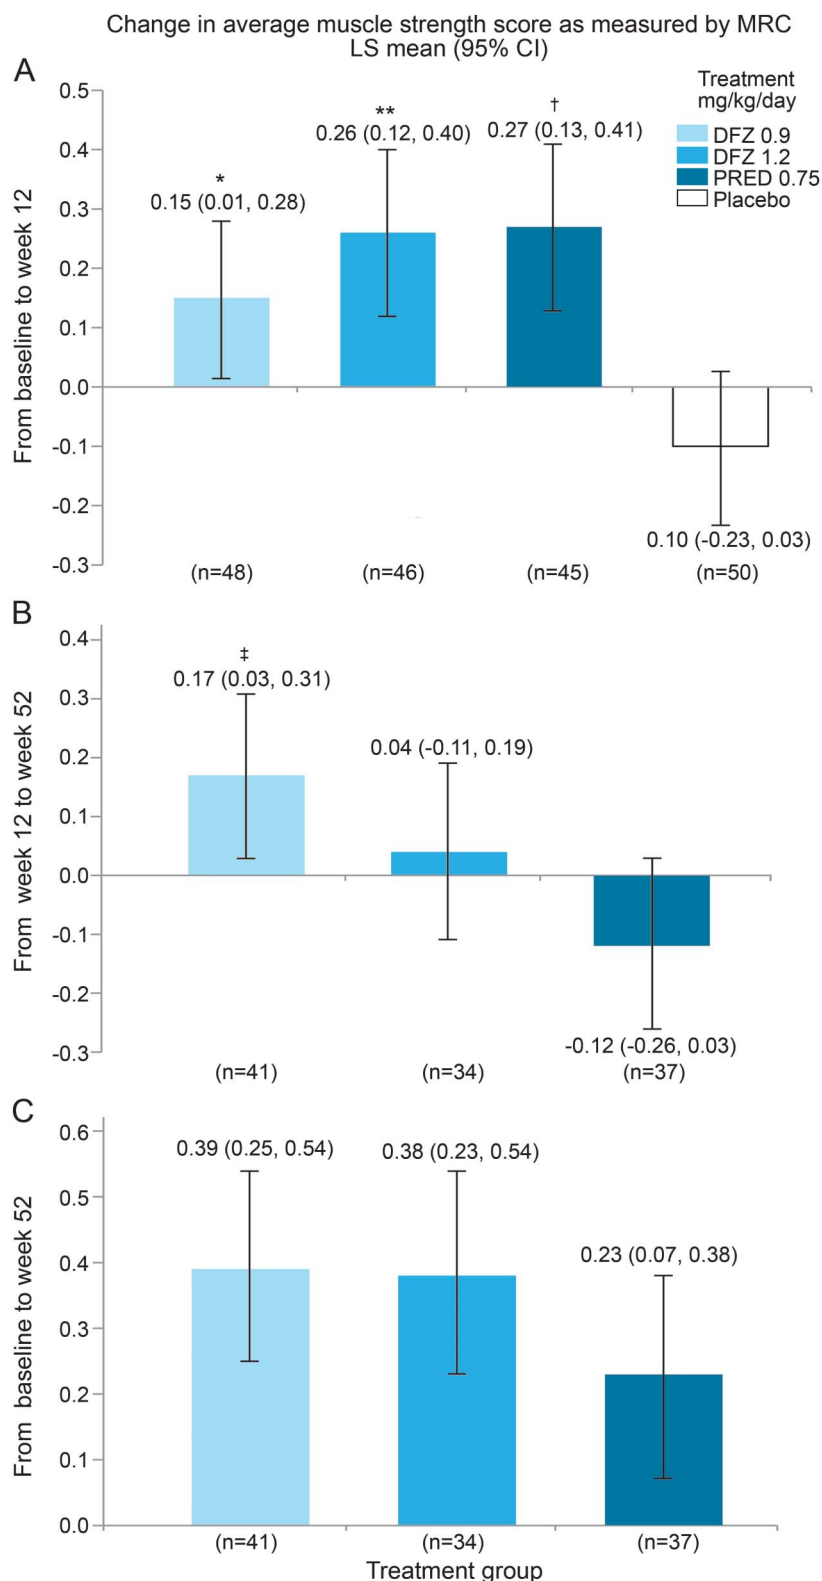 Change in average muscle strength score as measured by MRC
LS mean (95% CI)
A
Treatment
mg/kg/day
DFZ 0.9
DFZ 1.2
PRED 0.75
Placebo
From baseline to week 12
0.5
0.4
0.3
0.2
0.1
0.0
-0.1
-0.2
-0.3
*
0.15 (0.01, 0.28)
**
0.26 (0.12, 0.40)
†
0.27 (0.13, 0.41)
0.10 (-0.23, 0.03)
(n=48)
(n=46)
(n=45)
(n=50)
B
From week 12 to week 52
0.4
0.3
0.2
0.1
0.0
-0.1
-0.2
-0.3
‡
0.17 (0.03, 0.31)
0.04 (-0.11, 0.19)
-0.12 (-0.26, 0.03)
(n=41)
(n=34)
(n=37)
C
From baseline to week 52
0.6
0.5
0.4
0.3
0.2
0.1
0.0
0.39 (0.25, 0.54)
0.38 (0.23, 0.54)
0.23 (0.07, 0.38)
(n=41)
(n=34)
(n=37)
Treatment group